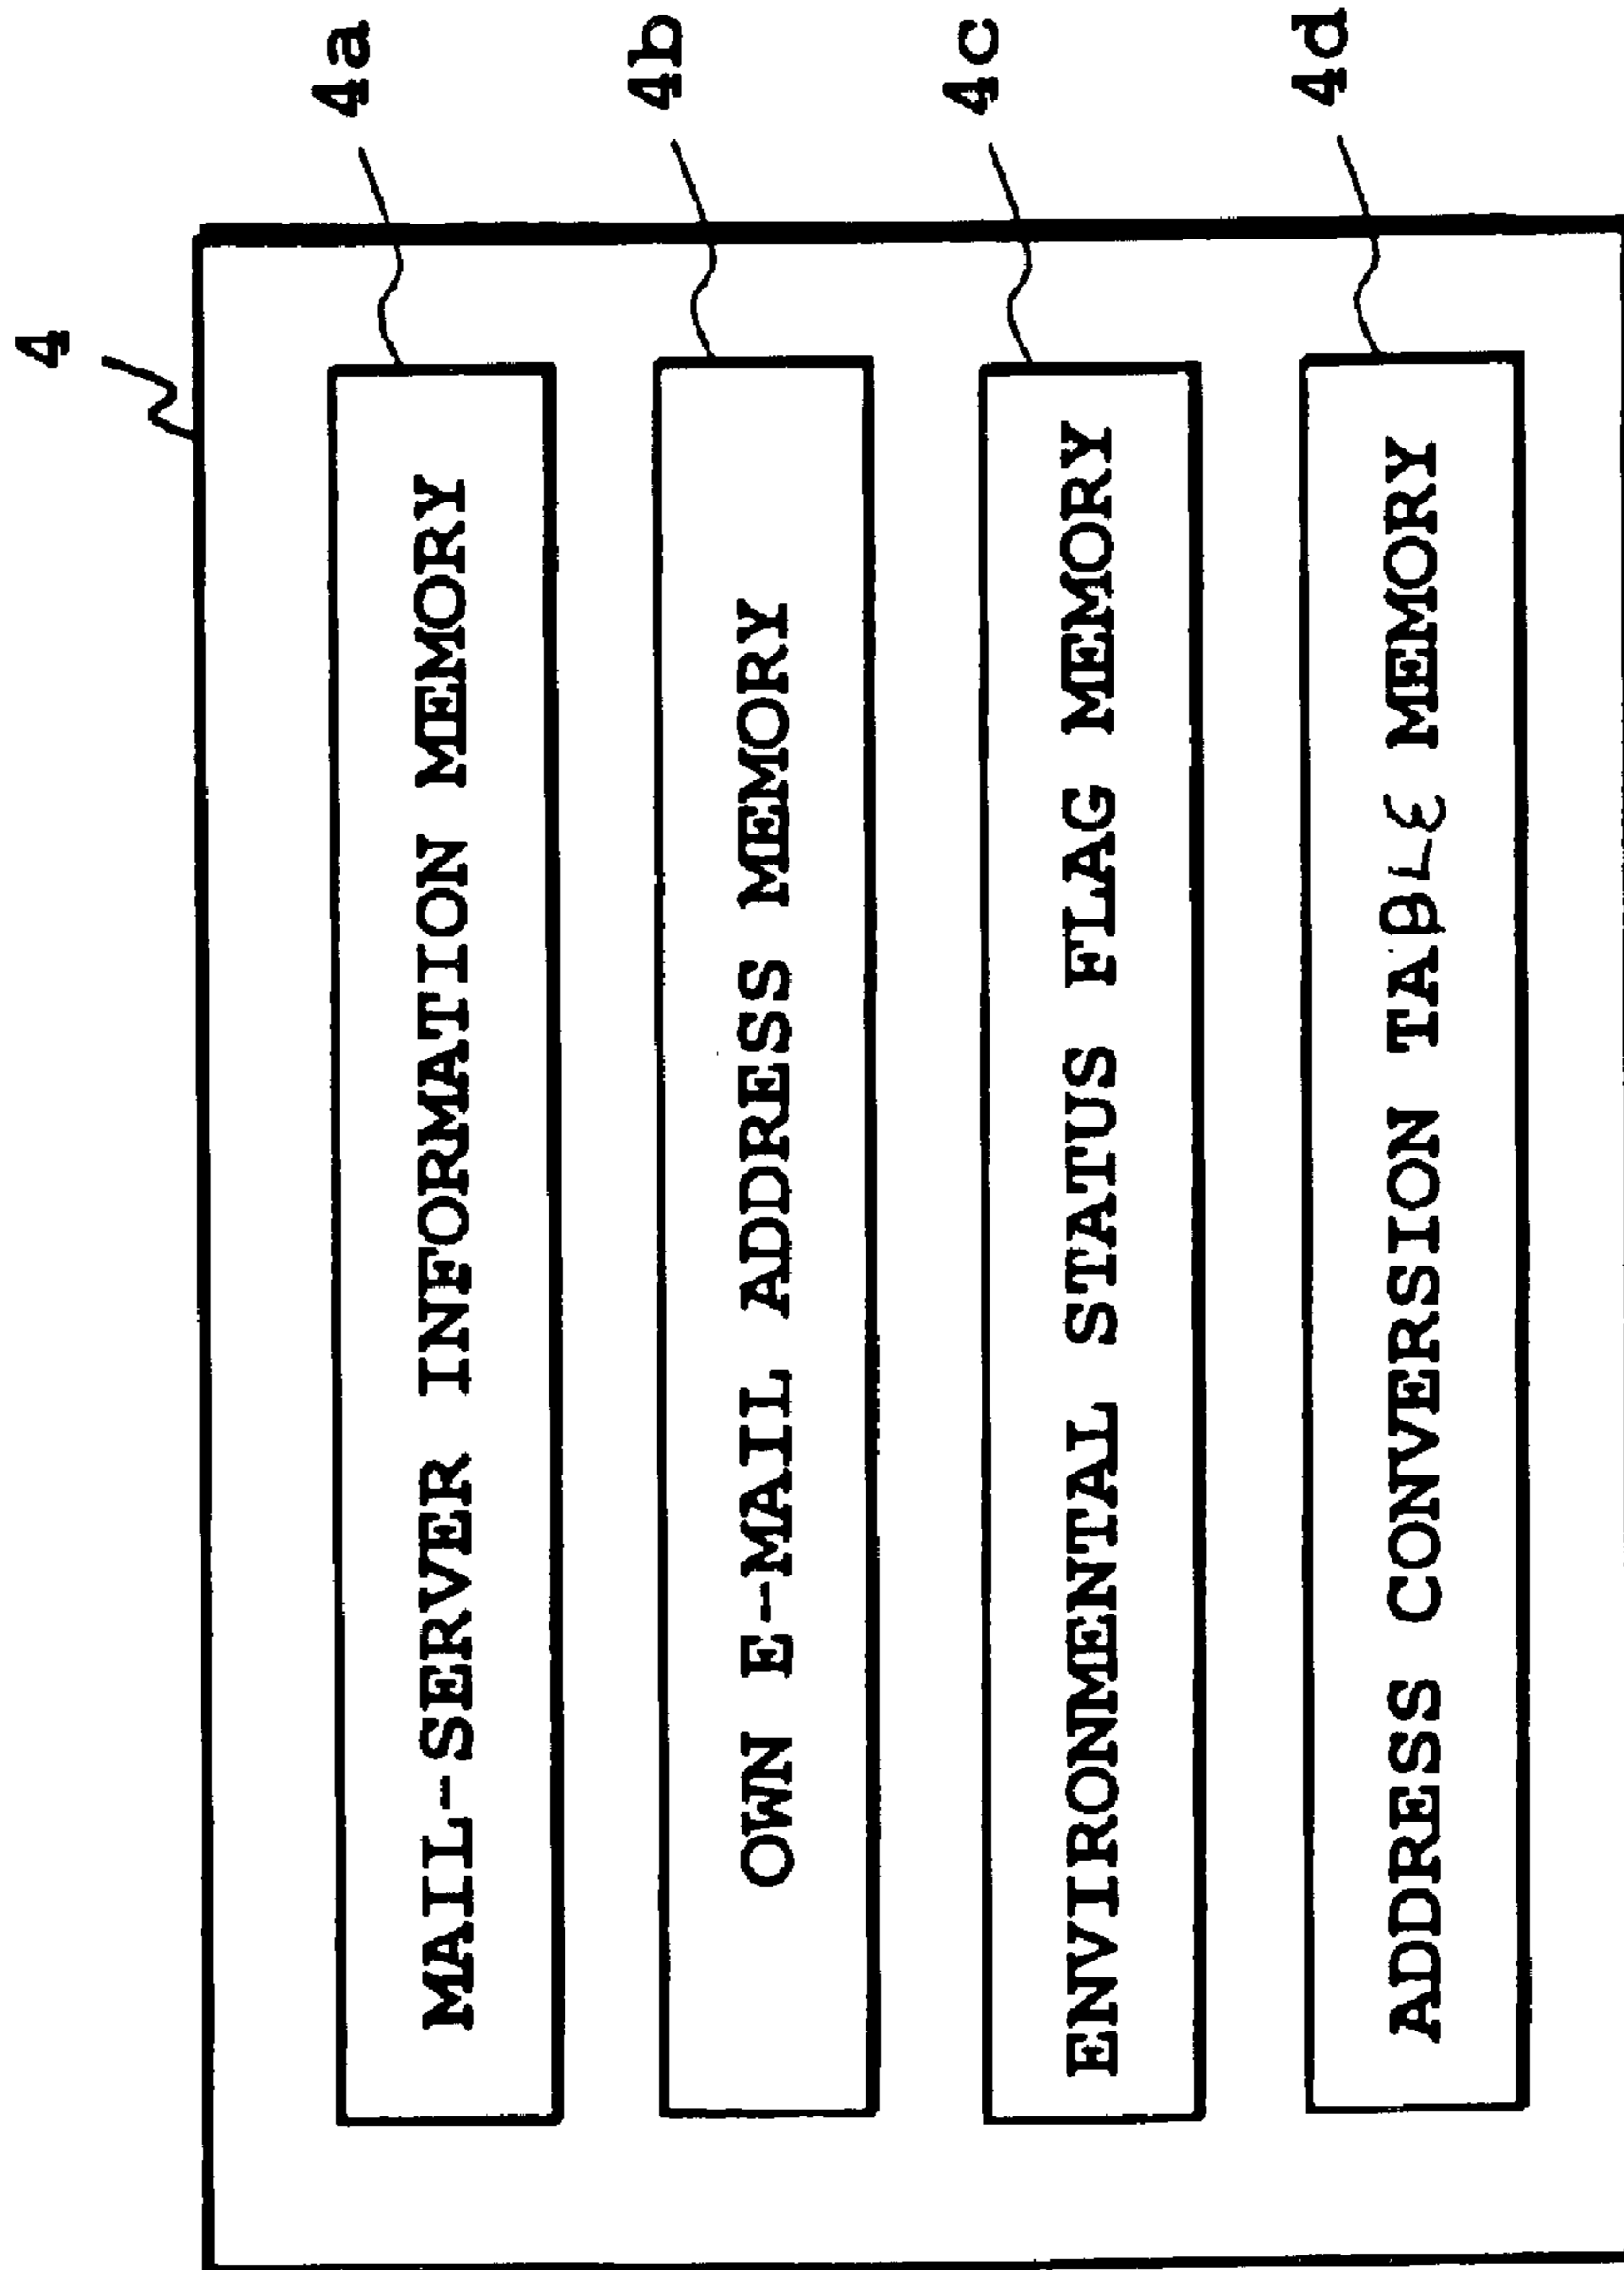 4
MAIL-SERVER INFORMATION MEMORY
4a
OWN E-MAIL ADDRESS MEMORY
4b
ENVIRONMENTAL STATUS FLAG MEMORY
4c
ADDRESS CONVERSION TABLE MEMORY
4d